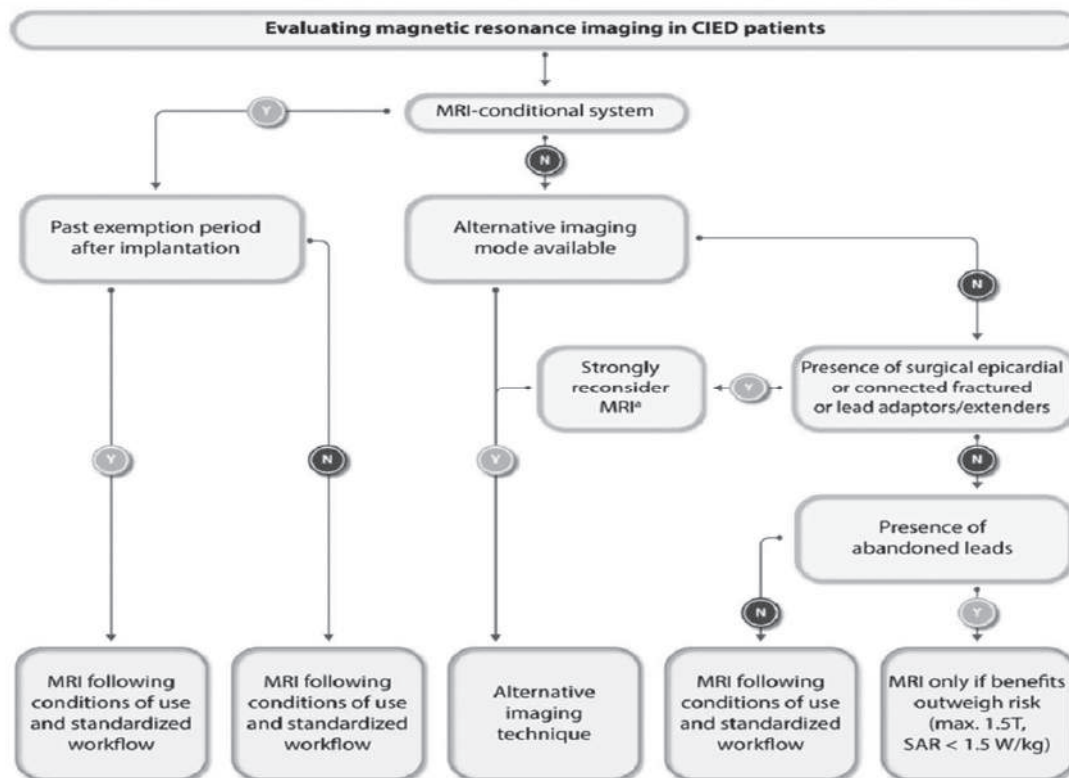 Evaluating magnetic resonance imaging in CIED patients
Y
MRI-conditional system
N
Past exemption period
after implantation
Alternative imaging
mode available
N
Strongly
reconsider
MRIª
Y
Presence of surgical epicardial
or connected fractured
or lead adaptors/extenders
Y
N
Y
N
Presence of
abandoned leads
N
Y
MRI following
conditions of use
and standardized
workflow
MRI following
conditions of use
and standardized
workflow
Alternative
imaging
technique
MRI following
conditions of use
and standardized
workflow
MRI only if benefits
outweigh risk
(max. 1.5T,
SAR < 1.5 W/kg)